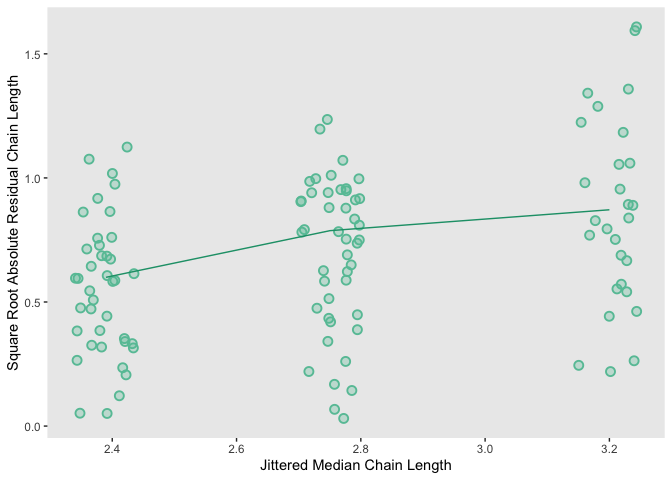 Square Root Absolute Residual Chain Length
1.5
1.0
0.5
0.0
2.4 2.6 2.8 3.0 3.2
Jittered Median Chain Length